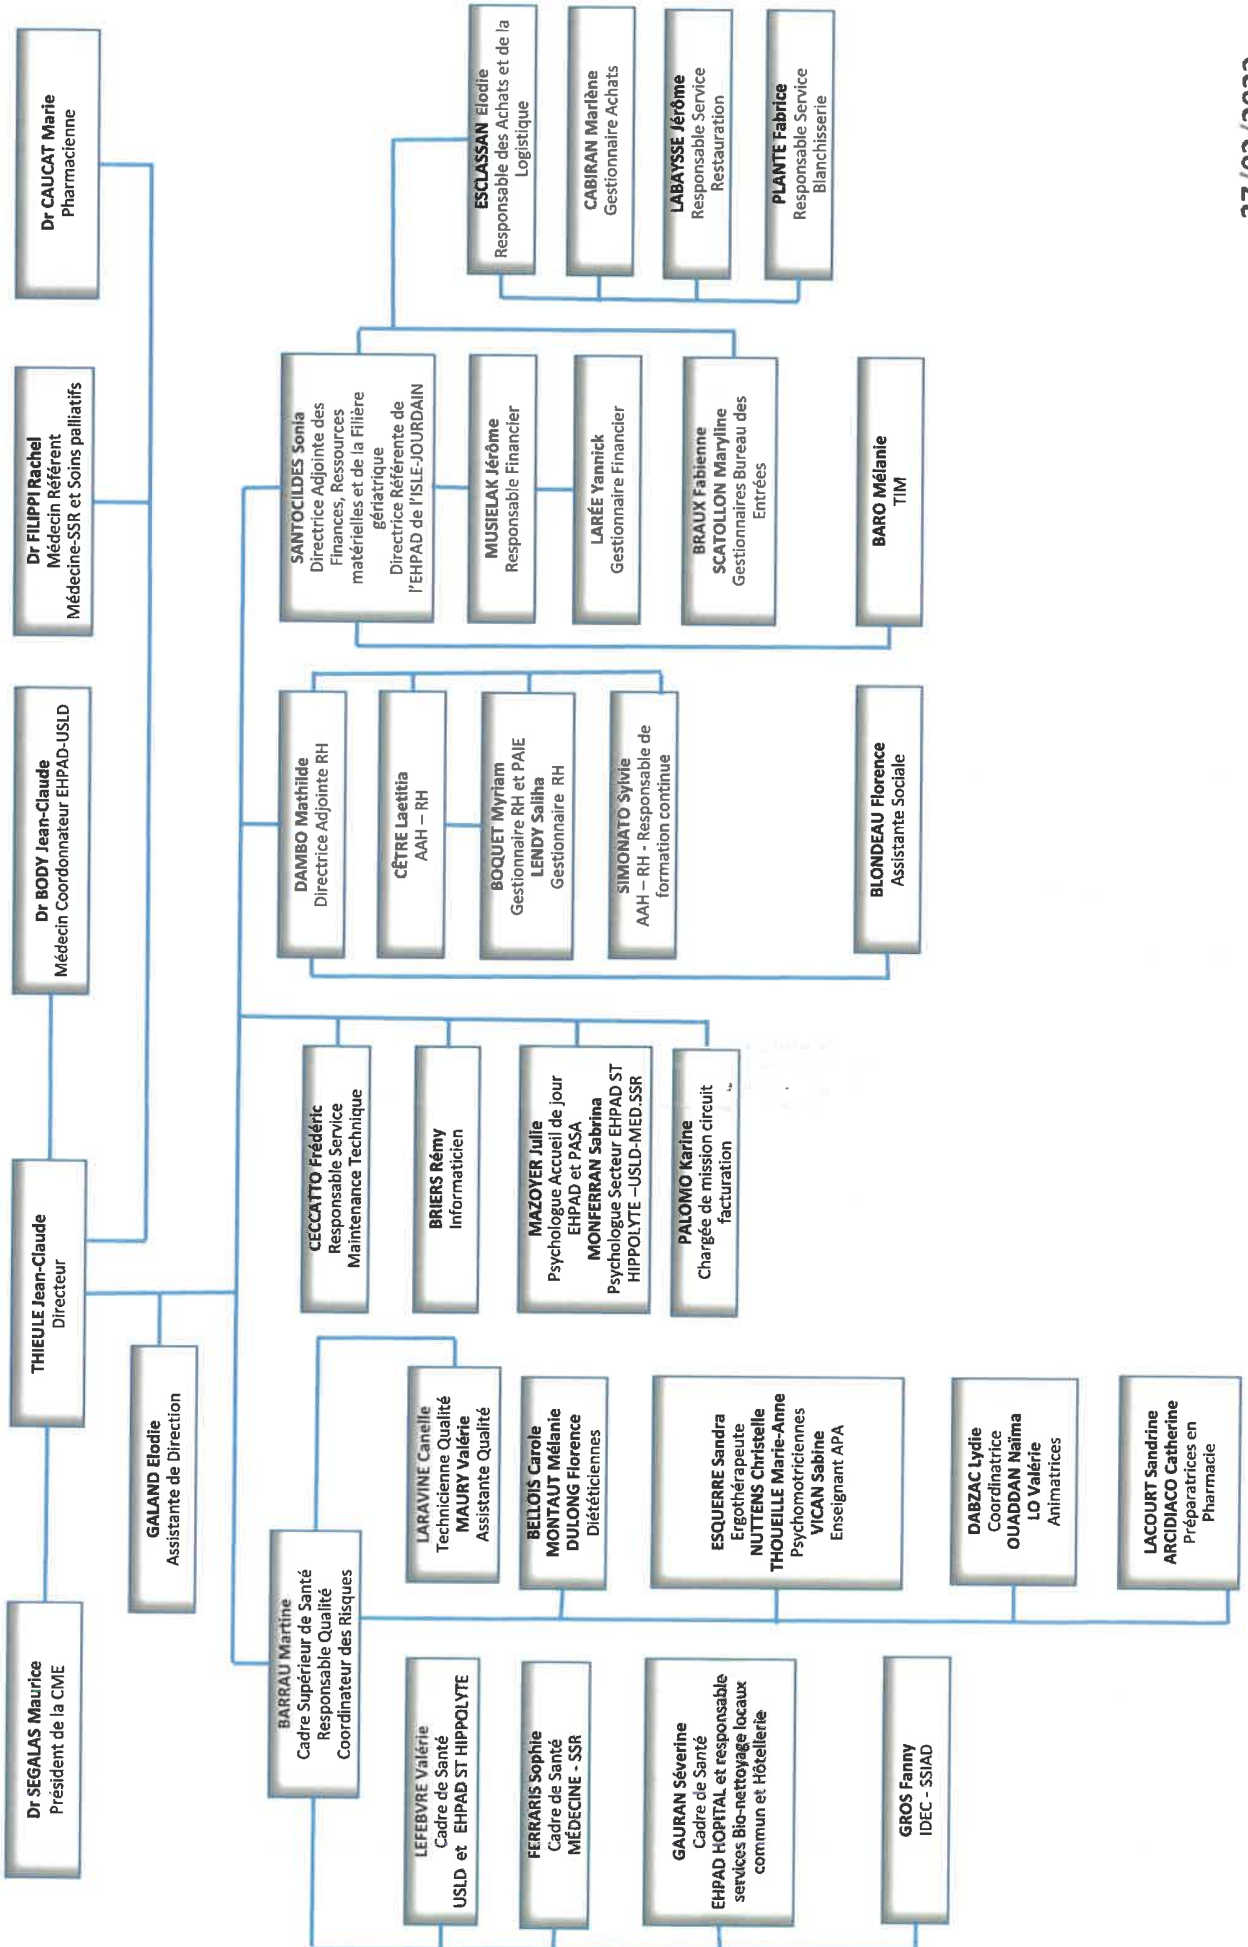 Dr SEGALAS Maurice
Président de la CME
THIEULE Jean-Claude
Directeur
Dr BODY Jean-Claude
Médecin Coordonnateur EHPAD-USLD
Dr FILIPPI Rachel
Médecin Référent
Médecine-SSR et Soins palliatifs
Dr CAUCAT Marie
Pharmacienne
GALAND Elodie
Assistante de Direction
BARRAU Martine
Cadre Supérieur de Santé
Responsable Qualité
Coordinateur des Risques
LEFEBVRE Valérie
Cadre de Santé
USLD et EHPAD ST HIPPOLYTE
FERRARIS Sophie
Cadre de Santé
MÉDECINE - SSR
GAURAN Séverine
Cadre de Santé
EHPAD HOPITAL et responsable
services Bio-nettoyage locaux
commun et Hôtellerie
GROS Fanny
IDEC - SSIAD
LARAVINE Canelle
Technicienne Qualité
MAURY Valérie
Assistante Qualité
BELLOIS Carole
MONTAUT Mélanie
DULONG Florence
Diététiciennes
ESQUERRE Sandra
Ergothérapeute
NUTTENS Christelle
THOUEILLE Marie-Anne
Psychomotriciennes
VICAN Sabine
Enseignant APA
DABZAC Lydie
Coordinatrice
OUADDAN Naïma
LO Valérie
Animatrices
LACOURT Sandrine
ARCIDIACO Catherine
Préparatrices en
Pharmacie
CECCATTO Frédéric
Responsable Service
Maintenance Technique
BRIERS Rémy
Informaticien
MAZOYER Julie
Psychologue Accueil de jour
EHPAD et PASA
MONFERRAN Sabrina
Psychologue Secteur EHPAD ST
HIPPOLYTE –USLD-MED.SSR
PALOMO Karine
Chargée de mission circuit
facturation
DAMBO Mathilde
Directrice Adjointe RH
CÊTRE Laetitia
AAH – RH
BOQUET Myriam
Gestionnaire RH et PAIE
LENDY Saliha
Gestionnaire RH
SIMONATO Sylvie
AAH – RH - Responsable de
formation continue
BLONDEAU Florence
Assistante Sociale
SANTOCILDES Sonia
Directrice Adjointe des
Finances, Ressources
matérielles et de la Filière
gériatrique
Directrice Référente de
l'EHPAD de l'ISLE-JOURDAIN
MUSIELAK Jérôme
Responsable Financier
LARÉE Yannick
Gestionnaire Financier
BRAUX Fabienne
SCATOLLON Maryline
Gestionnaires Bureau des
Entrées
BARO Mélanie
TIM
ESCLASSAN Elodie
Responsable des Achats et de la
Logistique
CABIRAN Marlène
Gestionnaire Achats
LABAYSSE Jérôme
Responsable Service
Restauration
PLANTE Fabrice
Responsable Service
Blanchisserie